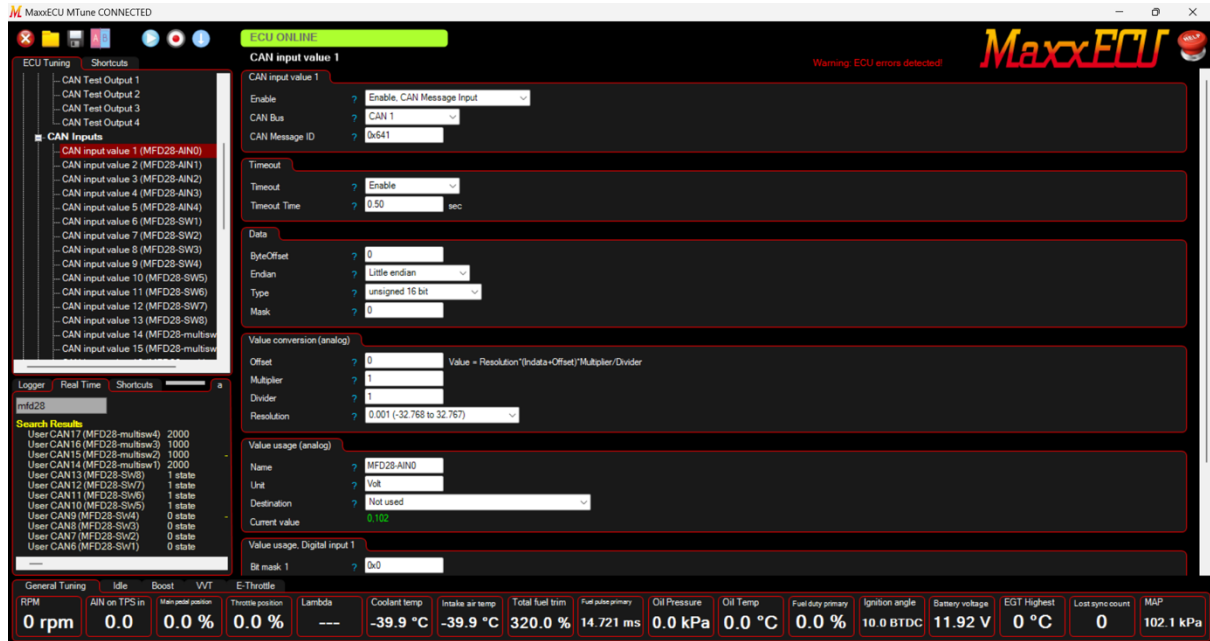 MaxxECU MTune CONNECTED
A B
ECU ONLINE
CAN input value 1
Warning: ECU errors detected!
MaxxECU
HELP
ECU Tuning Shortcuts
CAN Test Output 1
CAN Test Output 2
CAN Test Output 3
CAN Test Output 4
CAN Inputs
CAN input value 1 (MFD28-AIN0)
CAN input value 2 (MFD28-AIN1)
CAN input value 3 (MFD28-AIN2)
CAN input value 4 (MFD28-AIN3)
CAN input value 5 (MFD28-AIN4)
CAN input value 6 (MFD28-SW1)
CAN input value 7 (MFD28-SW2)
CAN input value 8 (MFD28-SW3)
CAN input value 9 (MFD28-SW4)
CAN input value 10 (MFD28-SW5)
CAN input value 11 (MFD28-SW6)
CAN input value 12 (MFD28-SW7)
CAN input value 13 (MFD28-SW8)
CAN input value 14 (MFD28-multisw
CAN input value 15 (MFD28-multisw
Logger Real Time Shortcuts a
mfd28
Search Results
User CAN17 (MFD28-multisw4) 2000
User CAN16 (MFD28-multisw3) 1000
User CAN15 (MFD28-multisw2) 1000
User CAN14 (MFD28-multisw1) 2000
User CAN13 (MFD28-SW8) 1 state
User CAN12 (MFD28-SW7) 1 state
User CAN11 (MFD28-SW6) 1 state
User CAN10 (MFD28-SW5) 1 state
User CAN9 (MFD28-SW4) 0 state
User CAN8 (MFD28-SW3) 0 state
User CAN7 (MFD28-SW2) 0 state
User CAN6 (MFD28-SW1) 0 state
CAN input value 1
Enable ? Enable, CAN Message Input
CAN Bus ? CAN 1
CAN Message ID ? 0x641
Timeout
Timeout ? Enable
Timeout Time ? 0.50 sec
Data
ByteOffset ? 0
Endian ? Little endian
Type ? unsigned 16 bit
Mask ? 0
Value conversion (analog)
Offset ? 0 Value = Resolution*(Indata+Offset)*Multiplier/Divider
Multiplier ? 1
Divider ? 1
Resolution ? 0.001 (-32.768 to 32.767)
Value usage (analog)
Name ? MFD28-AIN0
Unit ? Volt
Destination ? Not used
Current value 0,102
Value usage, Digital input 1
Bit mask 1 ? 0x0
General Tuning Idle Boost VVT E-Throttle
RPM
0 rpm
AIN on TPS in
0.0
Main pedal position
0.0 %
Throttle position
0.0 %
Lambda
---
Coolant temp
-39.9 °C
Intake air temp
-39.9 °C
Total fuel trim
320.0 %
Fuel pulse primary
14.721 ms
Oil Pressure
0.0 kPa
Oil Temp
0.0 °C
Fuel duty primary
0.0 %
Ignition angle
10.0 BTDC
Battery voltage
11.92 V
EGT Highest
0 °C
Lost sync count
0
MAP
102.1 kPa